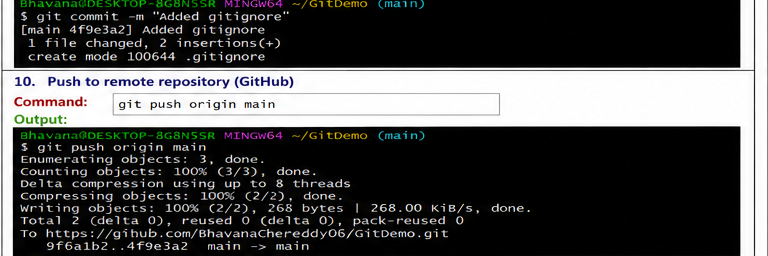 Bhavana@DESKTOP-8G8N5SR MINGW64 ~/GitDemo (main)
$ git commit -m "Added gitignore"
[main 4f9e3a2] Added gitignore
1 file changed, 2 insertions(+)
create mode 100644 .gitignore
10. Push to remote repository (GitHub)
Command: git push origin main
Output:
Bhavana@DESKTOP-8G8N5SR MINGW64 ~/GitDemo (main)
$ git push origin main
Enumerating objects: 3, done.
Counting objects: 100% (3/3), done.
Delta compression using up to 8 threads
Compressing objects: 100% (2/2), done.
Writing objects: 100% (2/2), 268 bytes | 268.00 KiB/s, done.
Total 2 (delta 0), reused 0 (delta 0), pack-reused 0
To https://gihub.com/BhavanaChereddy06/GitDemo.git
9f6a1b2..4f9e3a2 main -> main